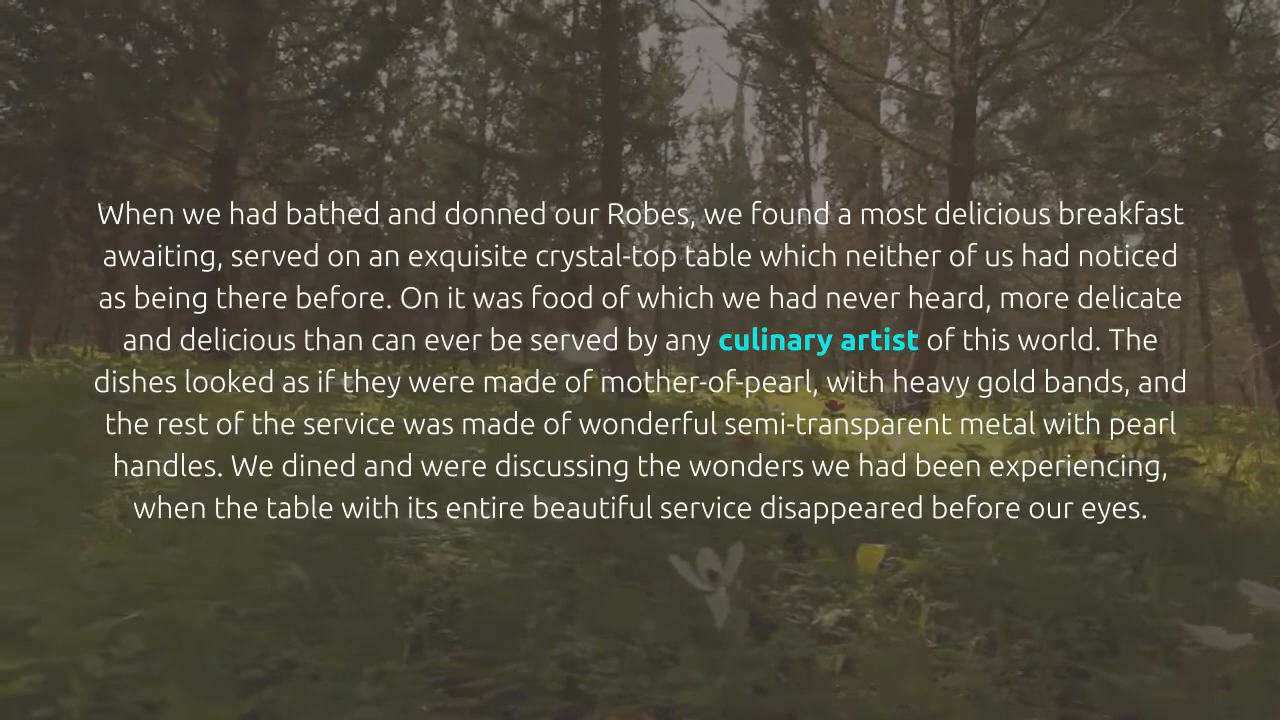 When we had bathed and donned our Robes, we found a most delicious breakfast
awaiting, served on an exquisite crystal-top table which neither of us had noticed
as being there before. On it was food of which we had never heard, more delicate
and delicious than can ever be served by any culinary artist of this world. The
dishes looked as if they were made of mother-of-pearl, with heavy gold bands, and
the rest of the service was made of wonderful semi-transparent metal with pearl
handles. We dined and were discussing the wonders we had been experiencing,
when the table with its entire beautiful service disappeared before our eyes.